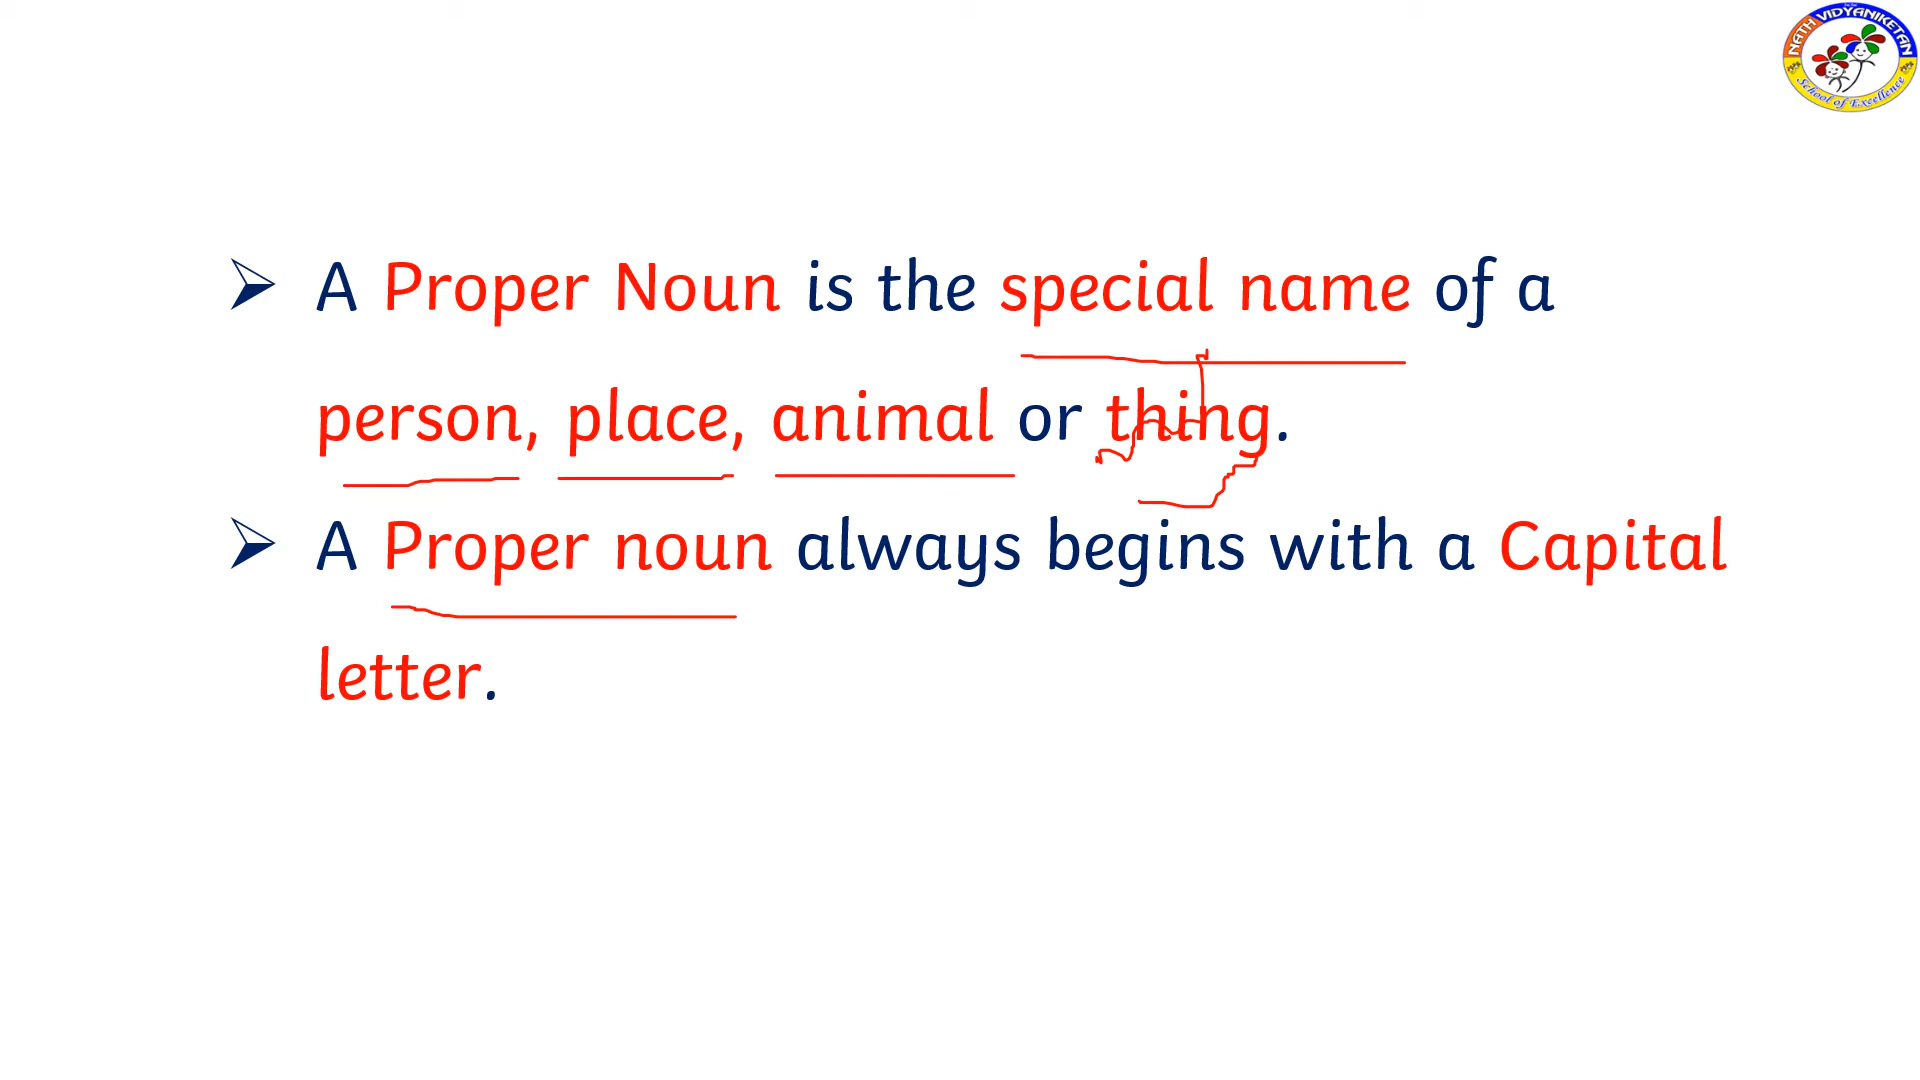 NATH VIDYANIKETAN
School of Excellence
➢ A Proper Noun is the special name of a
person, place, animal or thing.
➢ A Proper noun always begins with a Capital
letter.